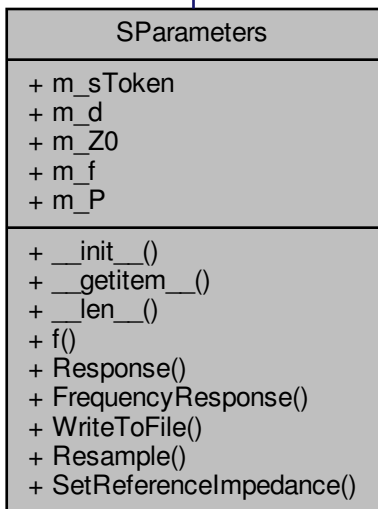 SParameters
+ m_sToken
+ m_d
+ m_Z0
+ m_f
+ m_P
+ __init__()
+ __getitem__()
+ __len__()
+ f()
+ Response()
+ FrequencyResponse()
+ WriteToFile()
+ Resample()
+ SetReferenceImpedance()